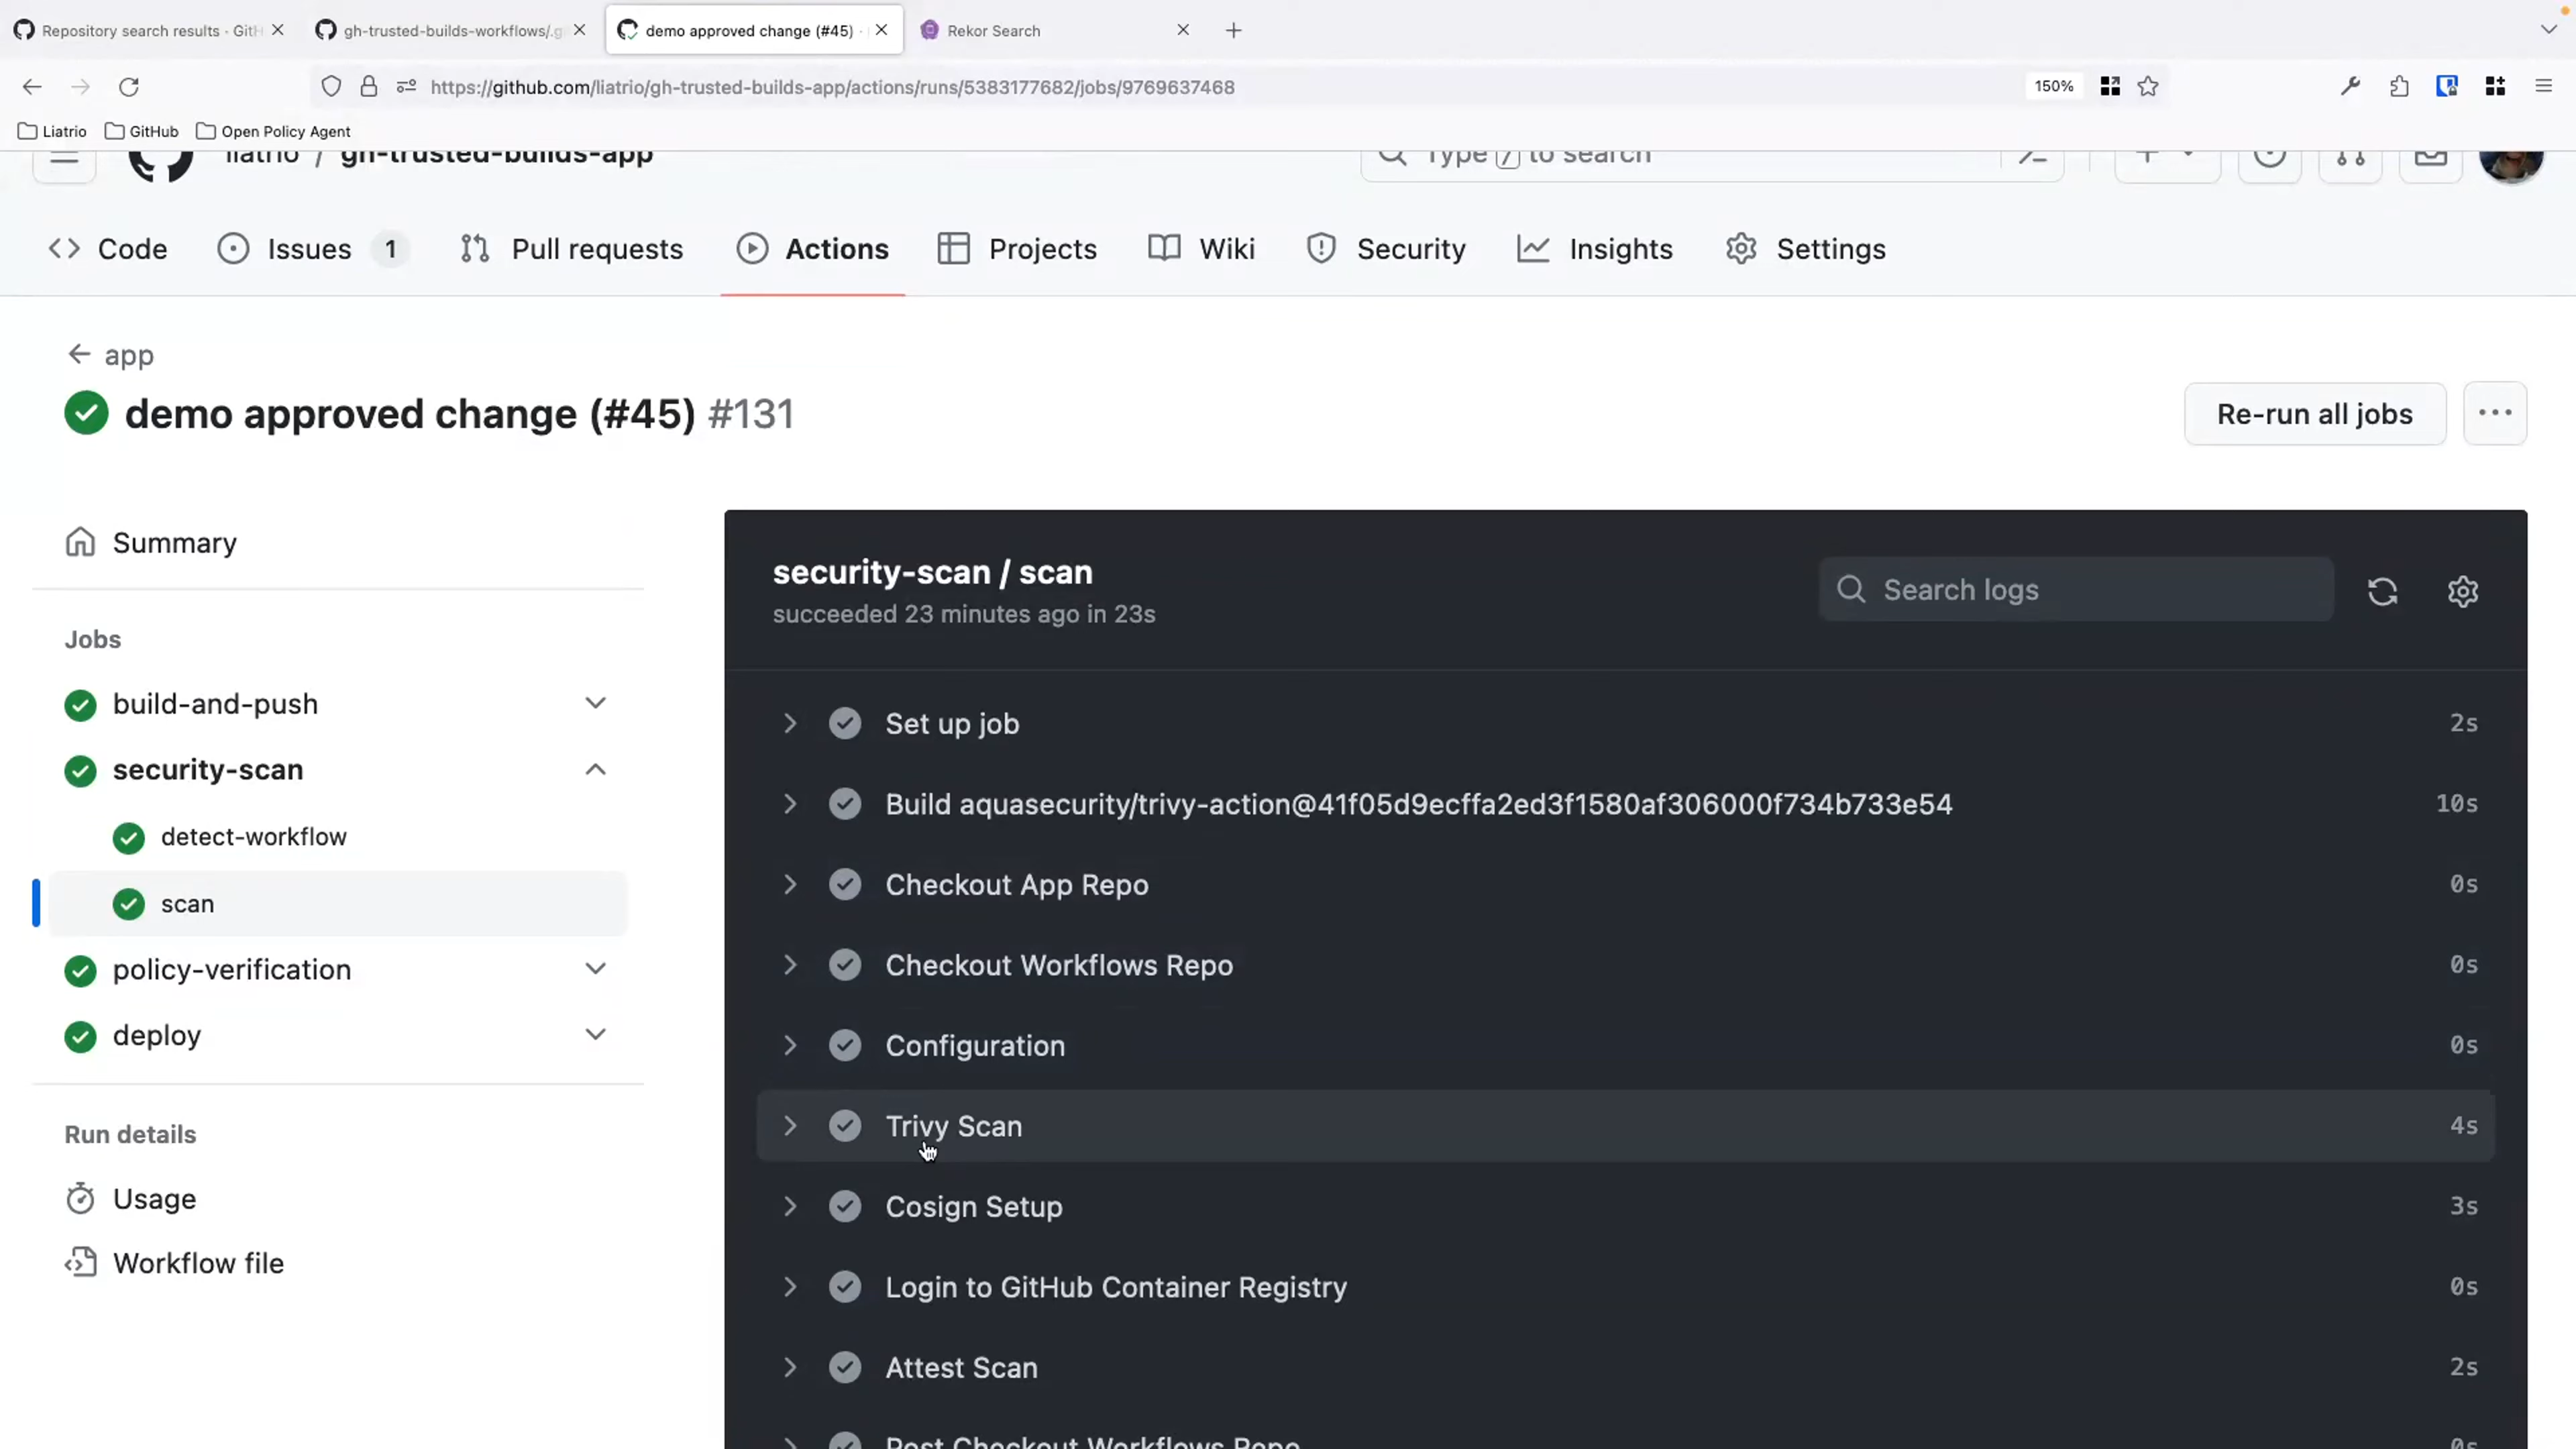 Repository search results · GitH
gh-trusted-builds-workflows/.g
demo approved change (#45) ·
Rekor Search
https://github.com/liatrio/gh-trusted-builds-app/actions/runs/5383177682/jobs/9769637468
150%
Liatrio
GitHub
Open Policy Agent
liatrio / gh-trusted-builds-app
Type / to search
Code
Issues 1
Pull requests
Actions
Projects
Wiki
Security
Insights
Settings
← app
demo approved change (#45) #131
Re-run all jobs
Summary
Jobs
build-and-push
security-scan
detect-workflow
scan
policy-verification
deploy
Run details
Usage
Workflow file
security-scan / scan
succeeded 23 minutes ago in 23s
Search logs
Set up job 2s
Build aquasecurity/trivy-action@41f05d9ecffa2ed3f1580af306000f734b733e54 10s
Checkout App Repo 0s
Checkout Workflows Repo 0s
Configuration 0s
Trivy Scan 4s
Cosign Setup 3s
Login to GitHub Container Registry 0s
Attest Scan 2s
Post Checkout Workflows Repo 0s